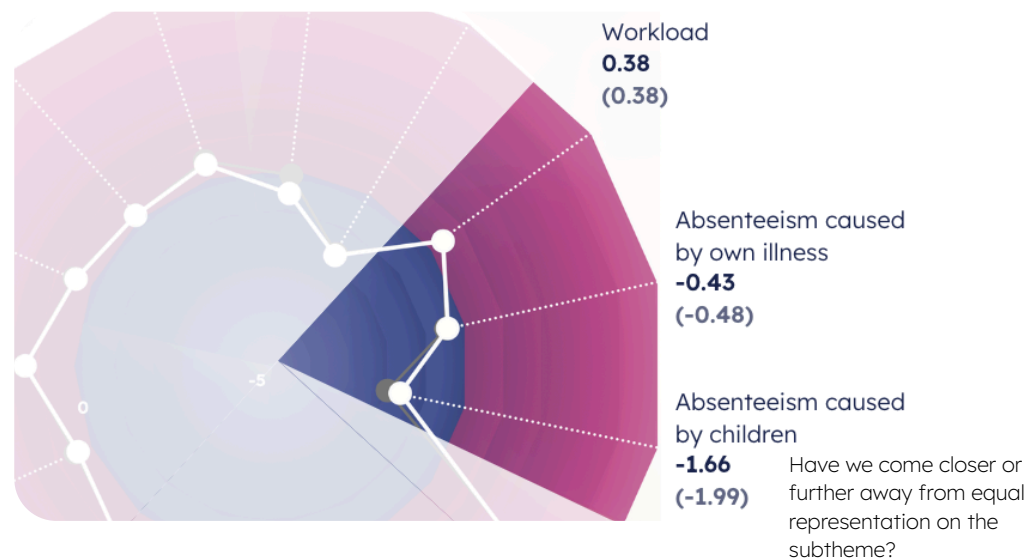 Workload
0.38
(0.38)
Absenteeism caused
by own illness
-0.43
(-0.48)
-5
0
Absenteeism caused
by children
-1.66
(-1.99)
Have we come closer or
further away from equal
representation on the
subtheme?